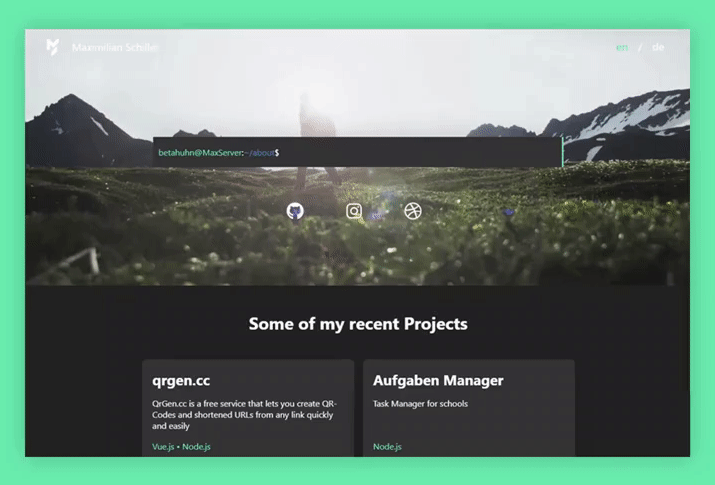 Maximilian Schiller
en / de
betahuhn@MaxServer:~/about$
Some of my recent Projects
qrgen.cc
QrGen.cc is a free service that lets you create QR-
Codes and shortened URLs from any link quickly
and easily
Vue.js • Node.js
Aufgaben Manager
Task Manager for schools
Node.js